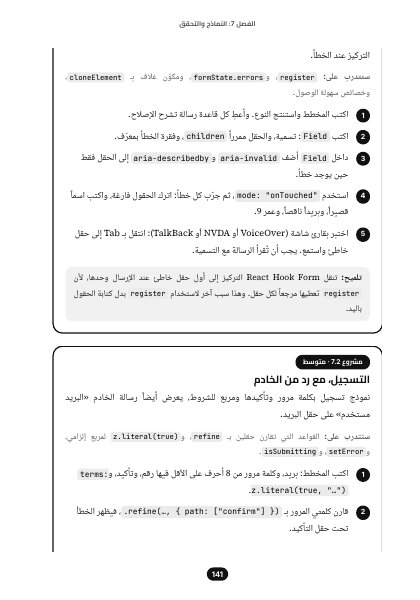 الفصل 7: النماذج والتحقق
التركيز عند الخطأ.
ستتدرب على: register، وformState.errors، ومكوّن غلاف بـ cloneElement،
وخصائص سهولة الوصول.
1 اكتب المخطط واستنتج النوع. وأعطِ كل قاعدة رسالة تشرح الإصلاح.
2 اكتب Field: تسمية، والحقل ممرراً children، وفقرة الخطأ بمعرّف.
3 داخل Field أضف aria-invalid وaria-describedby إلى الحقل فقط
حين يوجد خطأ.
4 استخدم mode: "onTouched"، ثم جرّب كل خطأ: اترك الحقول فارغة، واكتب اسماً
قصيراً، وبريداً ناقصاً، وعمر 9.
5 اختبر بقارئ شاشة (VoiceOver أو NVDA أو TalkBack): انتقل بـ Tab إلى حقل
خاطئ واستمع. يجب أن تُقرأ الرسالة مع التسمية.
تلميح: تنقل React Hook Form التركيز إلى أول حقل خاطئ عند الإرسال وحدها، لأن
register تعطيها مرجعاً لكل حقل. وهذا سبب آخر لاستخدام register بدل كتابة الحقول
باليد.
مشروع 7.2 · متوسط
التسجيل، مع رد من الخادم
نموذج تسجيل بكلمة مرور وتأكيدها ومربع للشروط، يعرض أيضاً رسالة الخادم «البريد
مستخدم» على حقل البريد.
ستتدرب على: القواعد التي تقارن حقلين بـ refine، وz.literal(true) لمربع إلزامي،
وsetError، وisSubmitting.
1 اكتب المخطط: بريد، وكلمة مرور من 8 أحرف على الأقل فيها رقم، وتأكيد، وterms:
z.literal(true, "…").
2 قارن كلمتي المرور بـ .refine(…, { path: ["confirm"] })، فيظهر الخطأ
تحت حقل التأكيد.
141